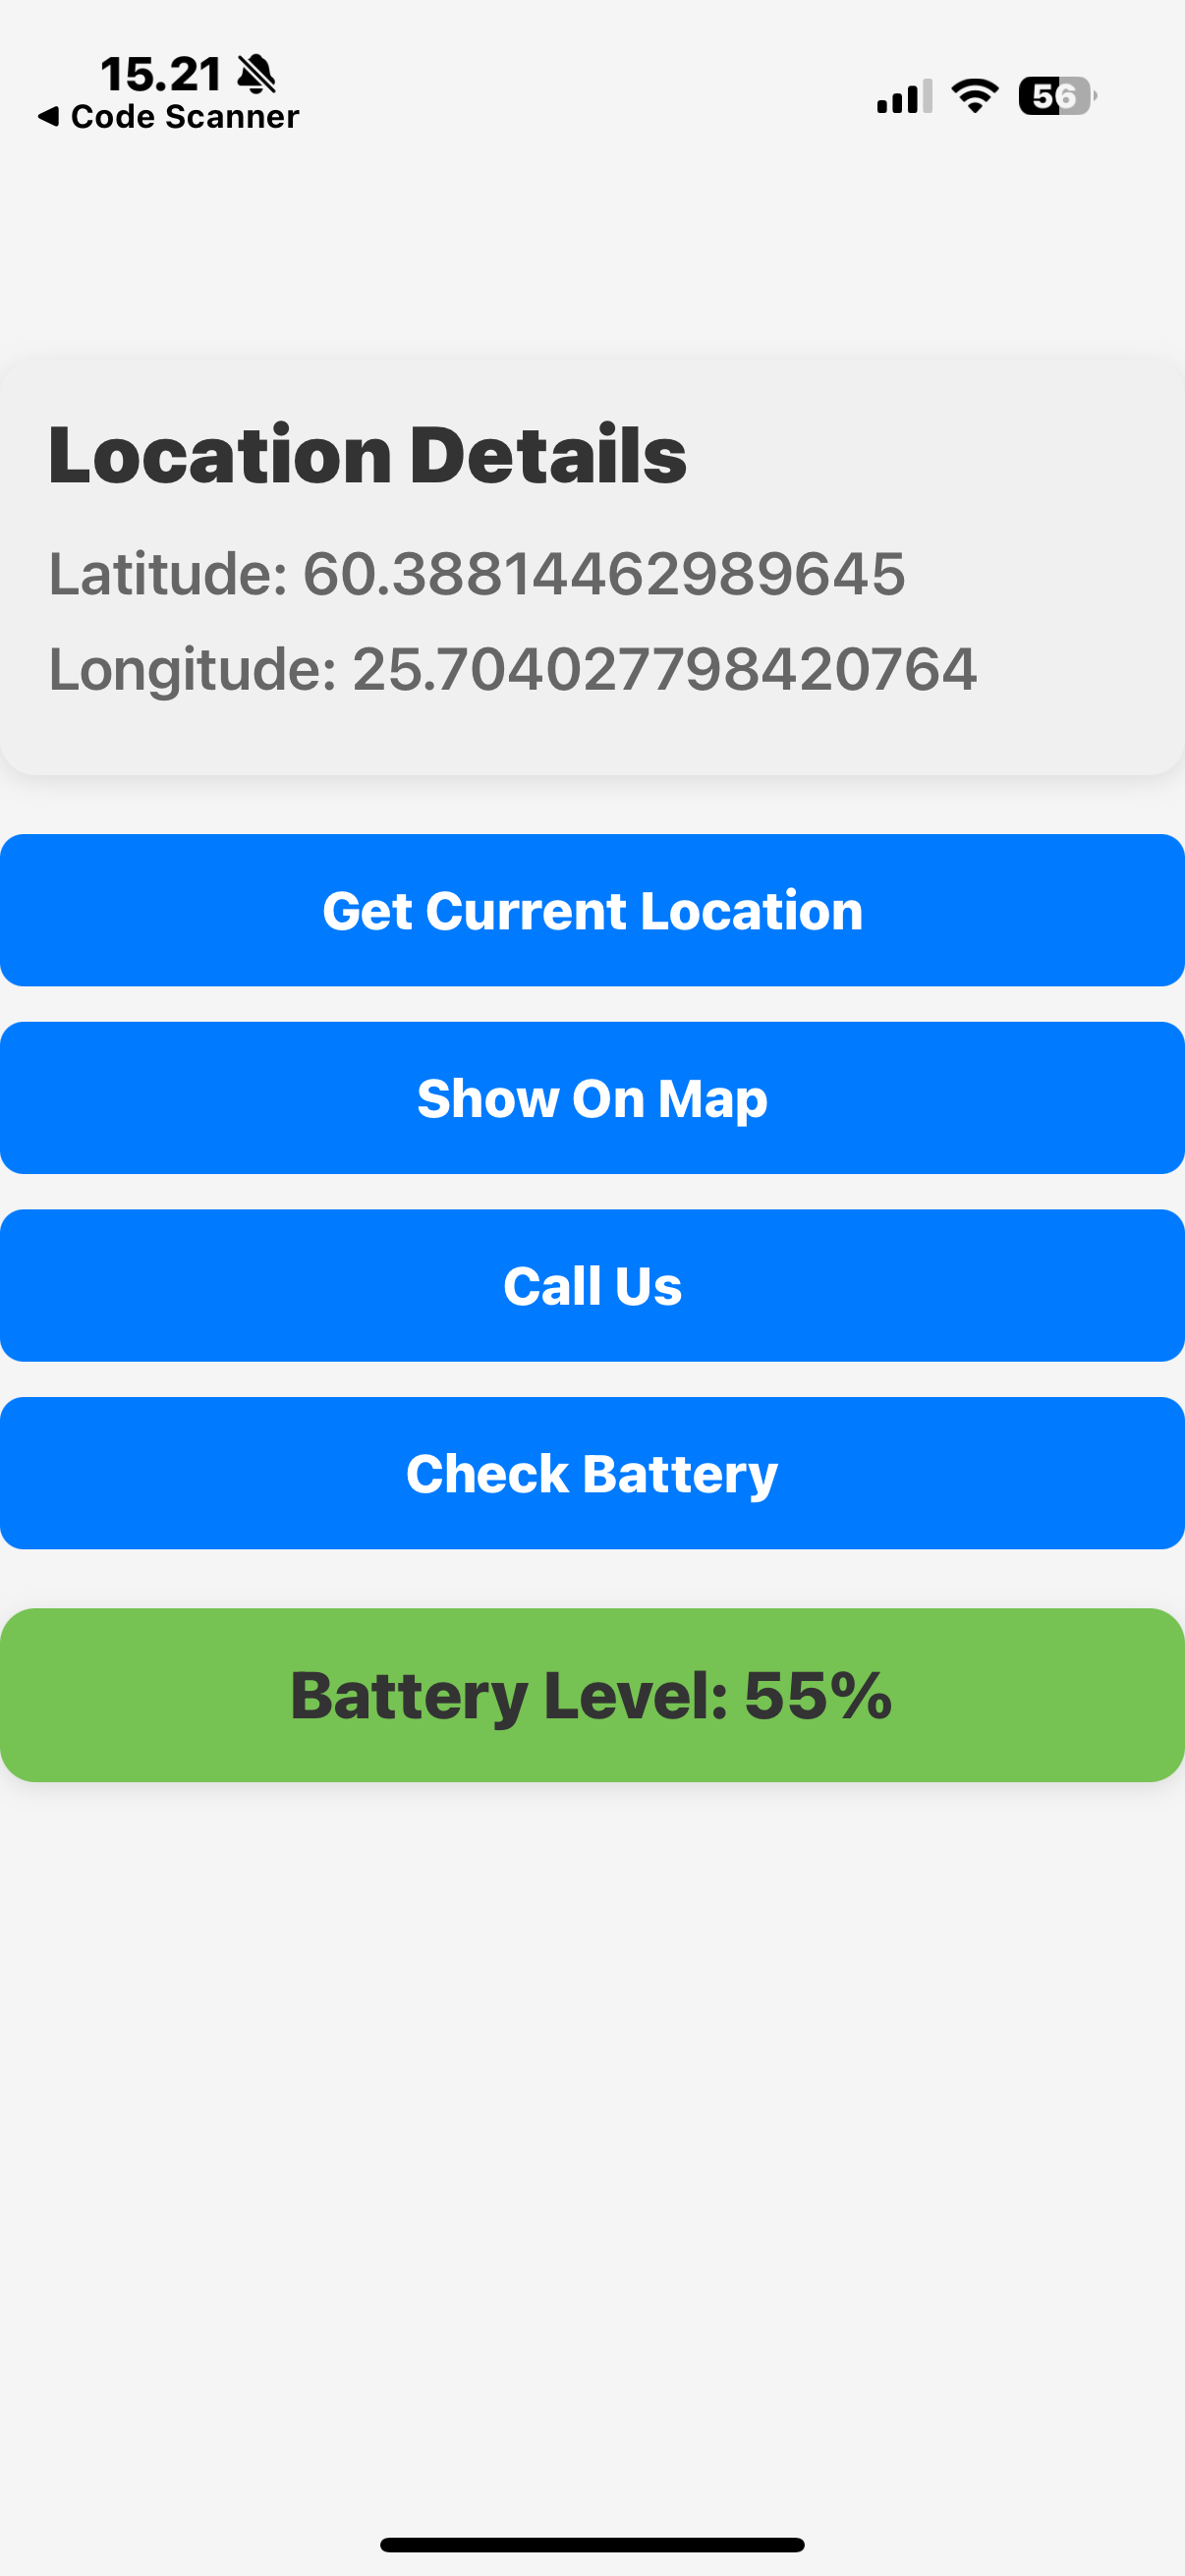 15.21
Code Scanner
56
Location Details
Latitude: 60.38814462989645
Longitude: 25.704027798420764
Get Current Location
Show On Map
Call Us
Check Battery
Battery Level: 55%